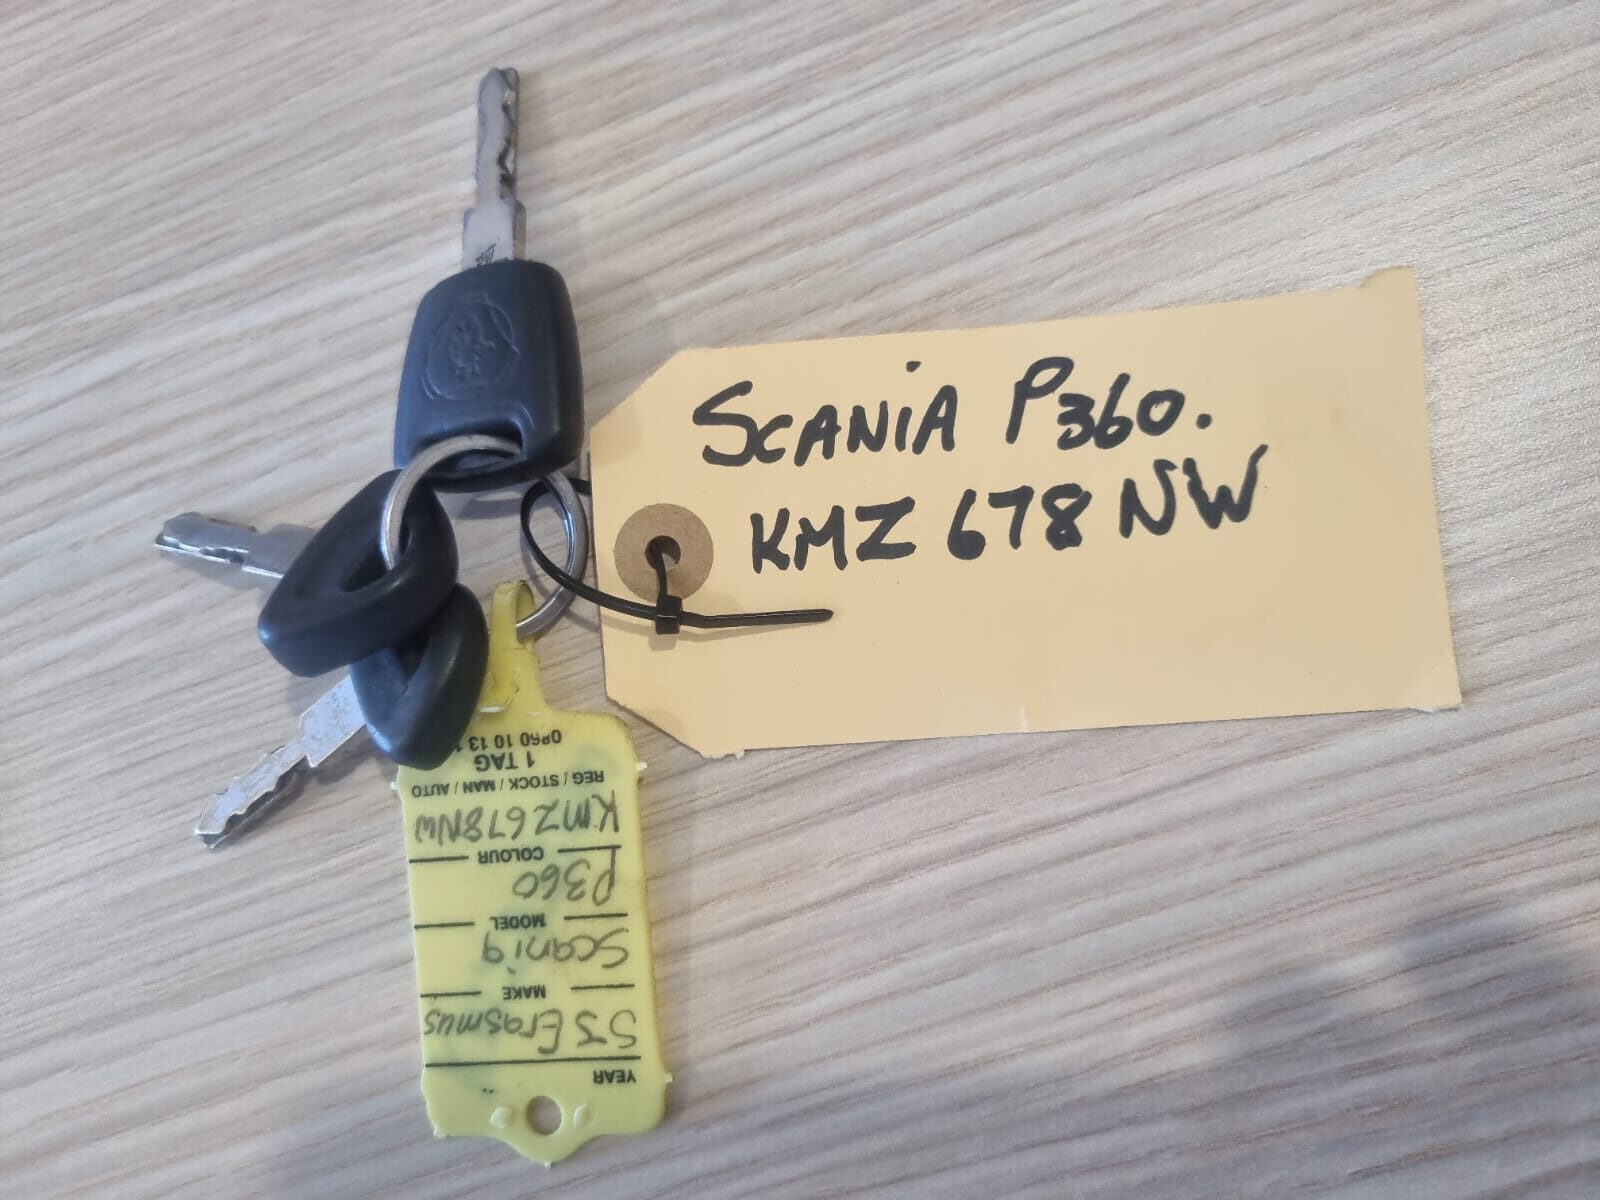 SCANiA P360.
KMZ 678 NW
YEAR
SJ Erasmus
MAKE
Scania
MODEL
P360
COLOUR
KMZ678NW
REG / STOCK / MAN / AUTO
1 TAG
0860 10 13